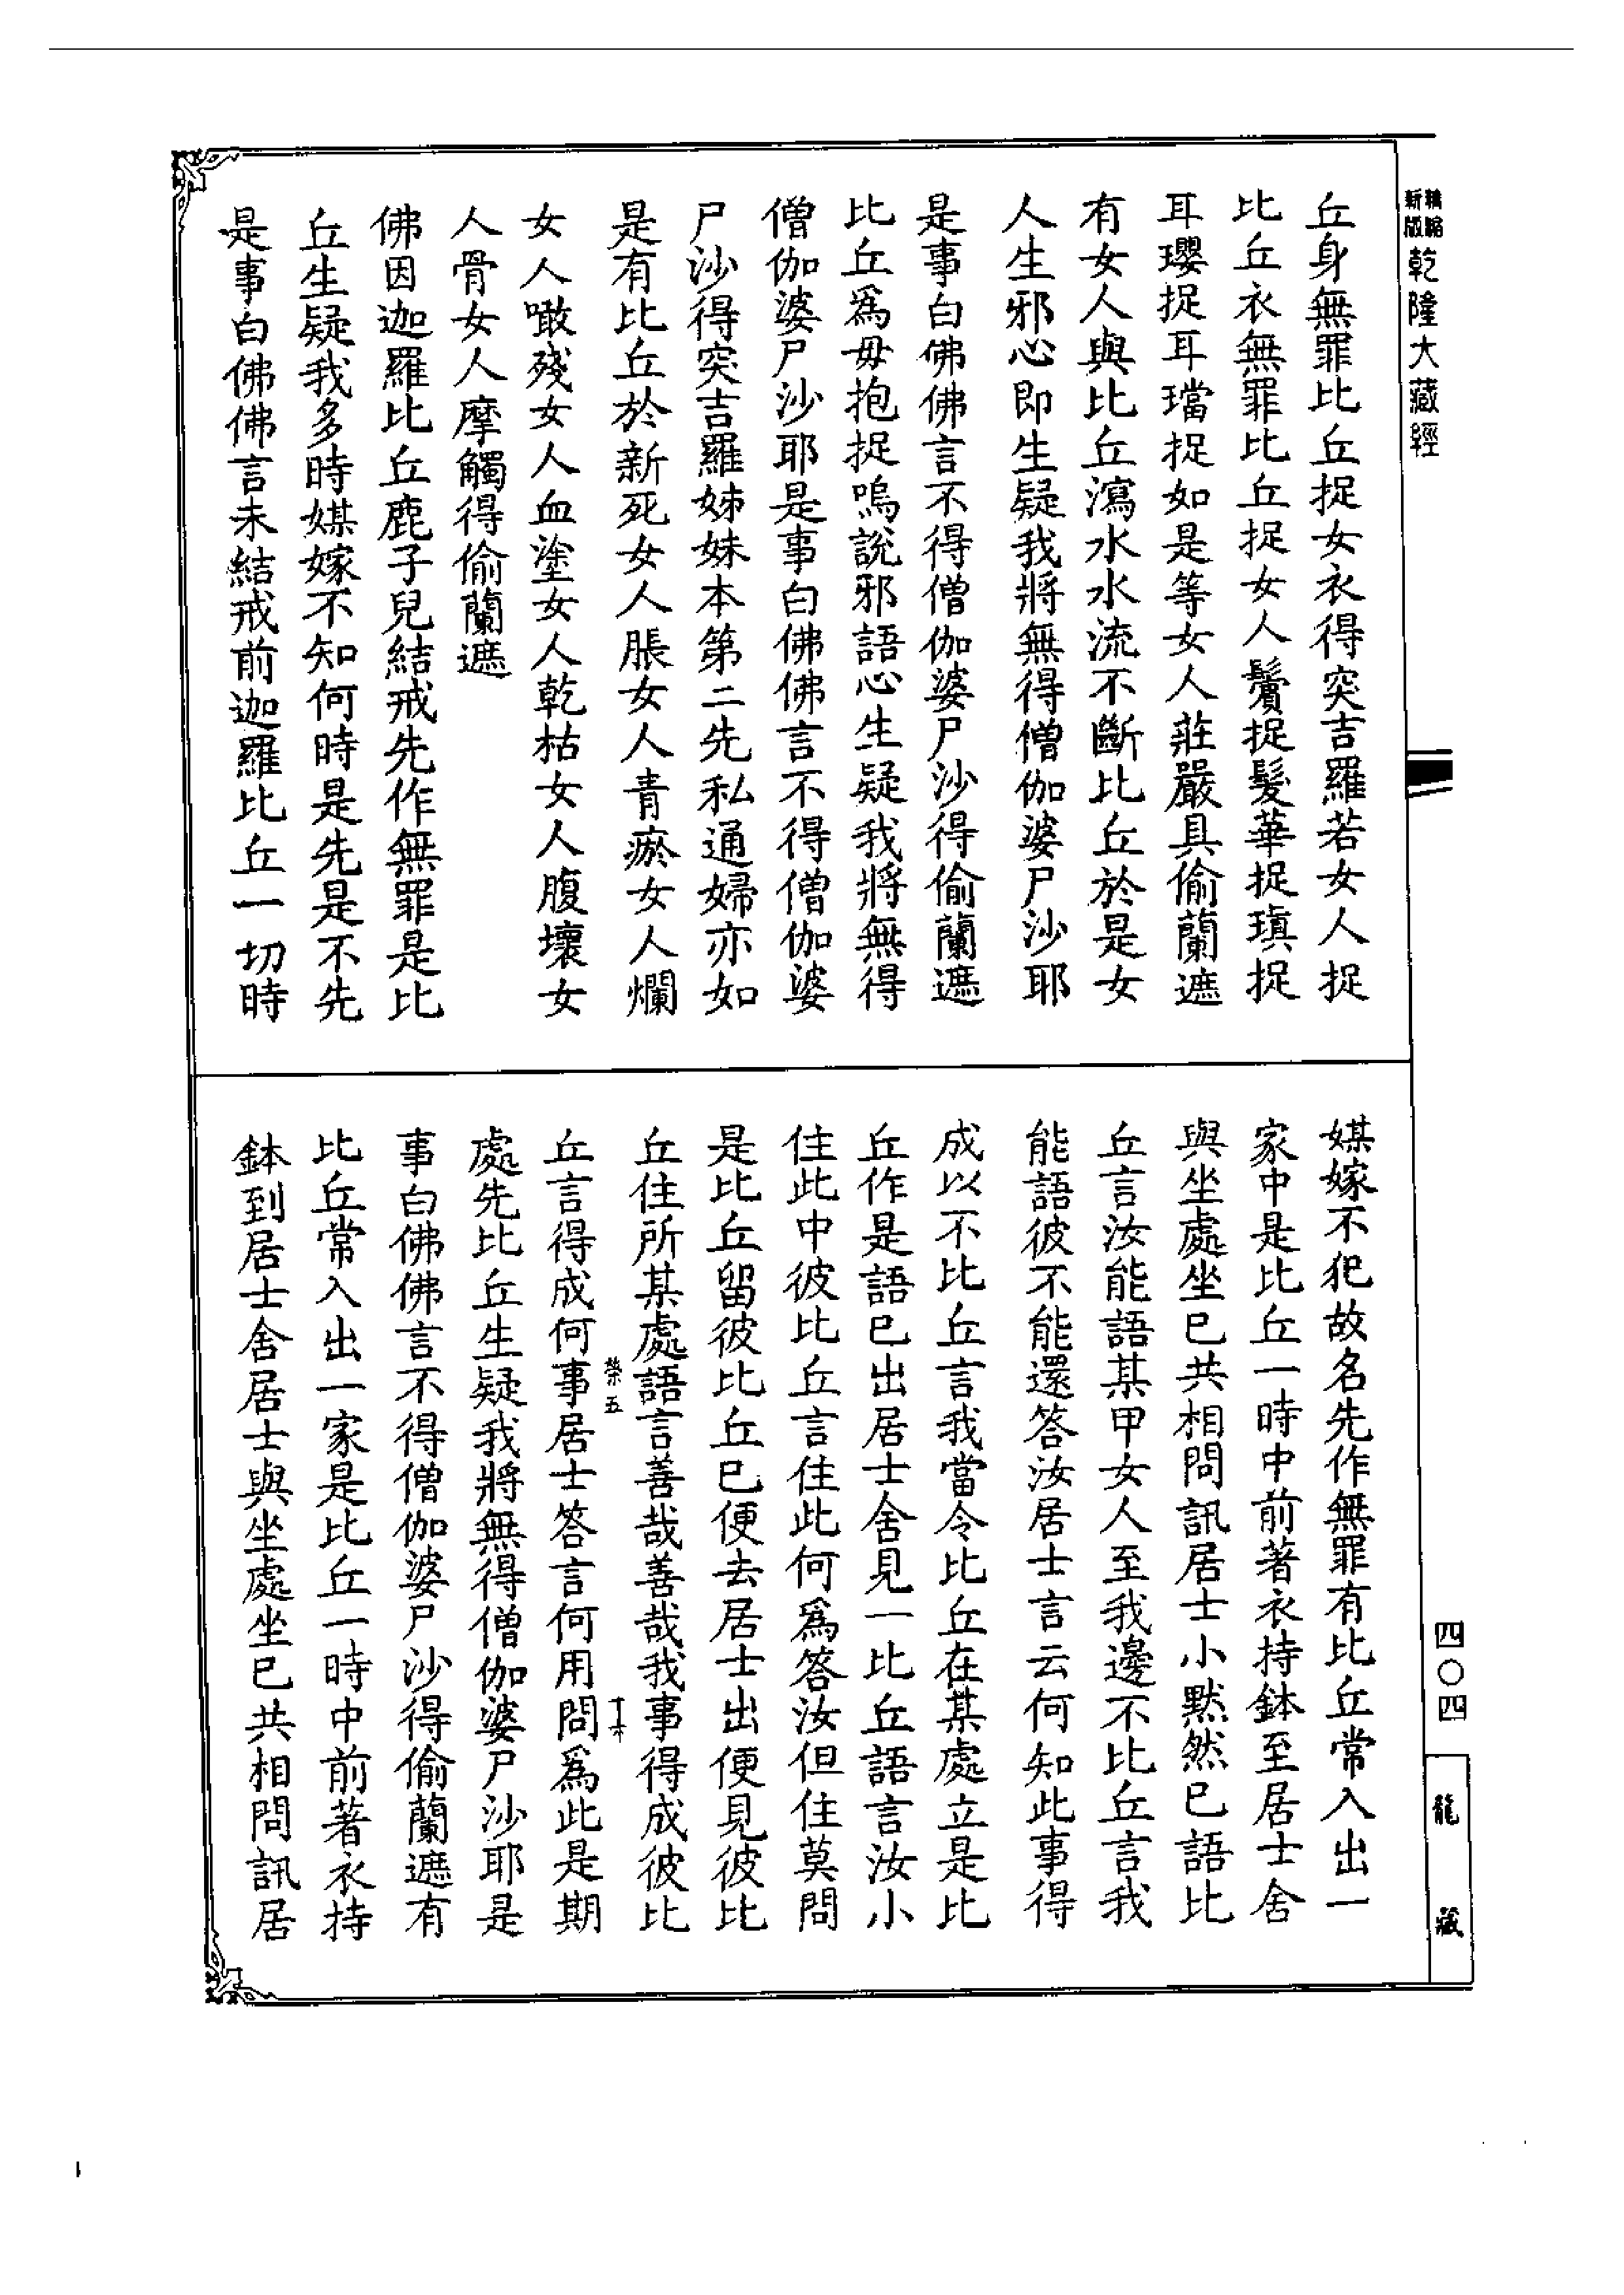 精縮新版乾隆大藏經
丘身無罪比丘捉女衣得突吉羅若女人捉
比丘衣無罪比丘捉女人鬢捉髮華捉瑱捉
耳瓔捉耳璫捉如是等女人莊嚴具偷蘭遮
有女人與比丘瀉水水流不斷比丘於是女
人生邪心即生疑我將無得僧伽婆尸沙耶
是事白佛佛言不得僧伽婆尸沙得偷蘭遮
比丘爲毋抱捉嗚說邪語心生疑我將無得
僧伽婆尸沙耶是事白佛佛言不得僧伽婆
尸沙得突吉羅姊妹本第二先私通婦亦如
是有比丘於新死女人脹女人青瘀女人爛
女人噉殘女人血塗女人乾枯女人腹壞女
人骨女人摩觸得偷蘭遮
佛因迦羅比丘鹿子兒結戒先作無罪是比
丘生疑我多時媒嫁不知何時是先是不先
是事白佛佛言未結戒前迦羅比丘一切時
媒嫁不犯故名先作無罪有比丘常入出一
家中是比丘一時中前著衣持鉢至居士舍
與坐處坐巳共相問訊居士小默然巳語比
丘言汝能語某甲女人至我邊不比丘言我
能語彼不能還答汝居士言云何知此事得
成以不比丘言我當令比丘在某處立是比
丘作是語巳出居士舍見一比丘語言汝小
住此中彼比丘言住此何爲答汝但住莫問
是比丘留彼比丘巳便去居士出便見彼比
丘住所某處語言善哉善哉我事得成彼比
丘言得成何事居士答言何用問爲此是期
處先比丘生疑我將無得僧伽婆尸沙耶是
事白佛佛言不得僧伽婆尸沙得偷蘭遮有
比丘常入出一家是比丘一時中前著衣持
鉢到居士舍居士與坐處坐巳共相問訊居
四〇四
龍藏